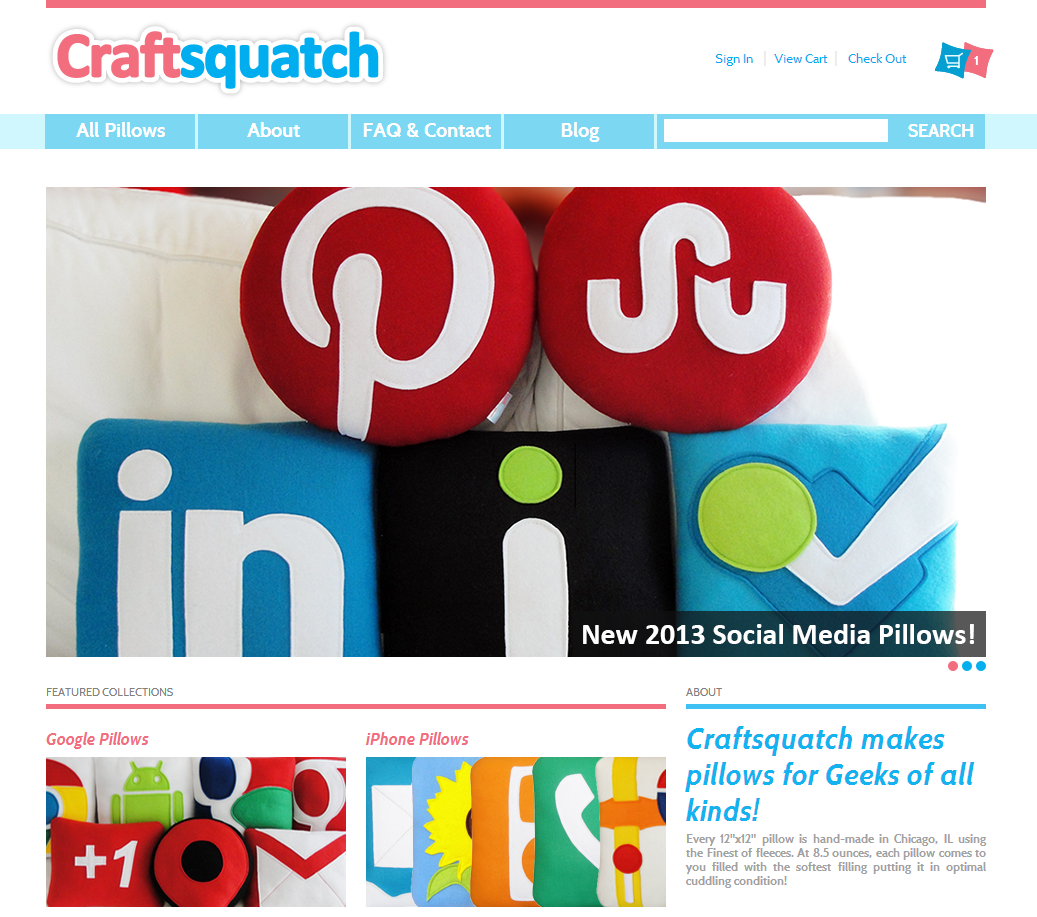 Craftsquatch
Sign In
View Cart
Check Out
1
All Pillows
About
FAQ & Contact
Blog
SEARCH
in
i
New 2013 Social Media Pillows!
FEATURED COLLECTIONS
ABOUT
Google Pillows
iPhone Pillows
+1
Craftsquatch makes
pillows for Geeks of all
kinds!
Every 12"x12" pillow is hand-made in Chicago, IL using
the Finest of fleeces. At 8.5 ounces, each pillow comes to
you filled with the softest filling putting it in optimal
cuddling condition!